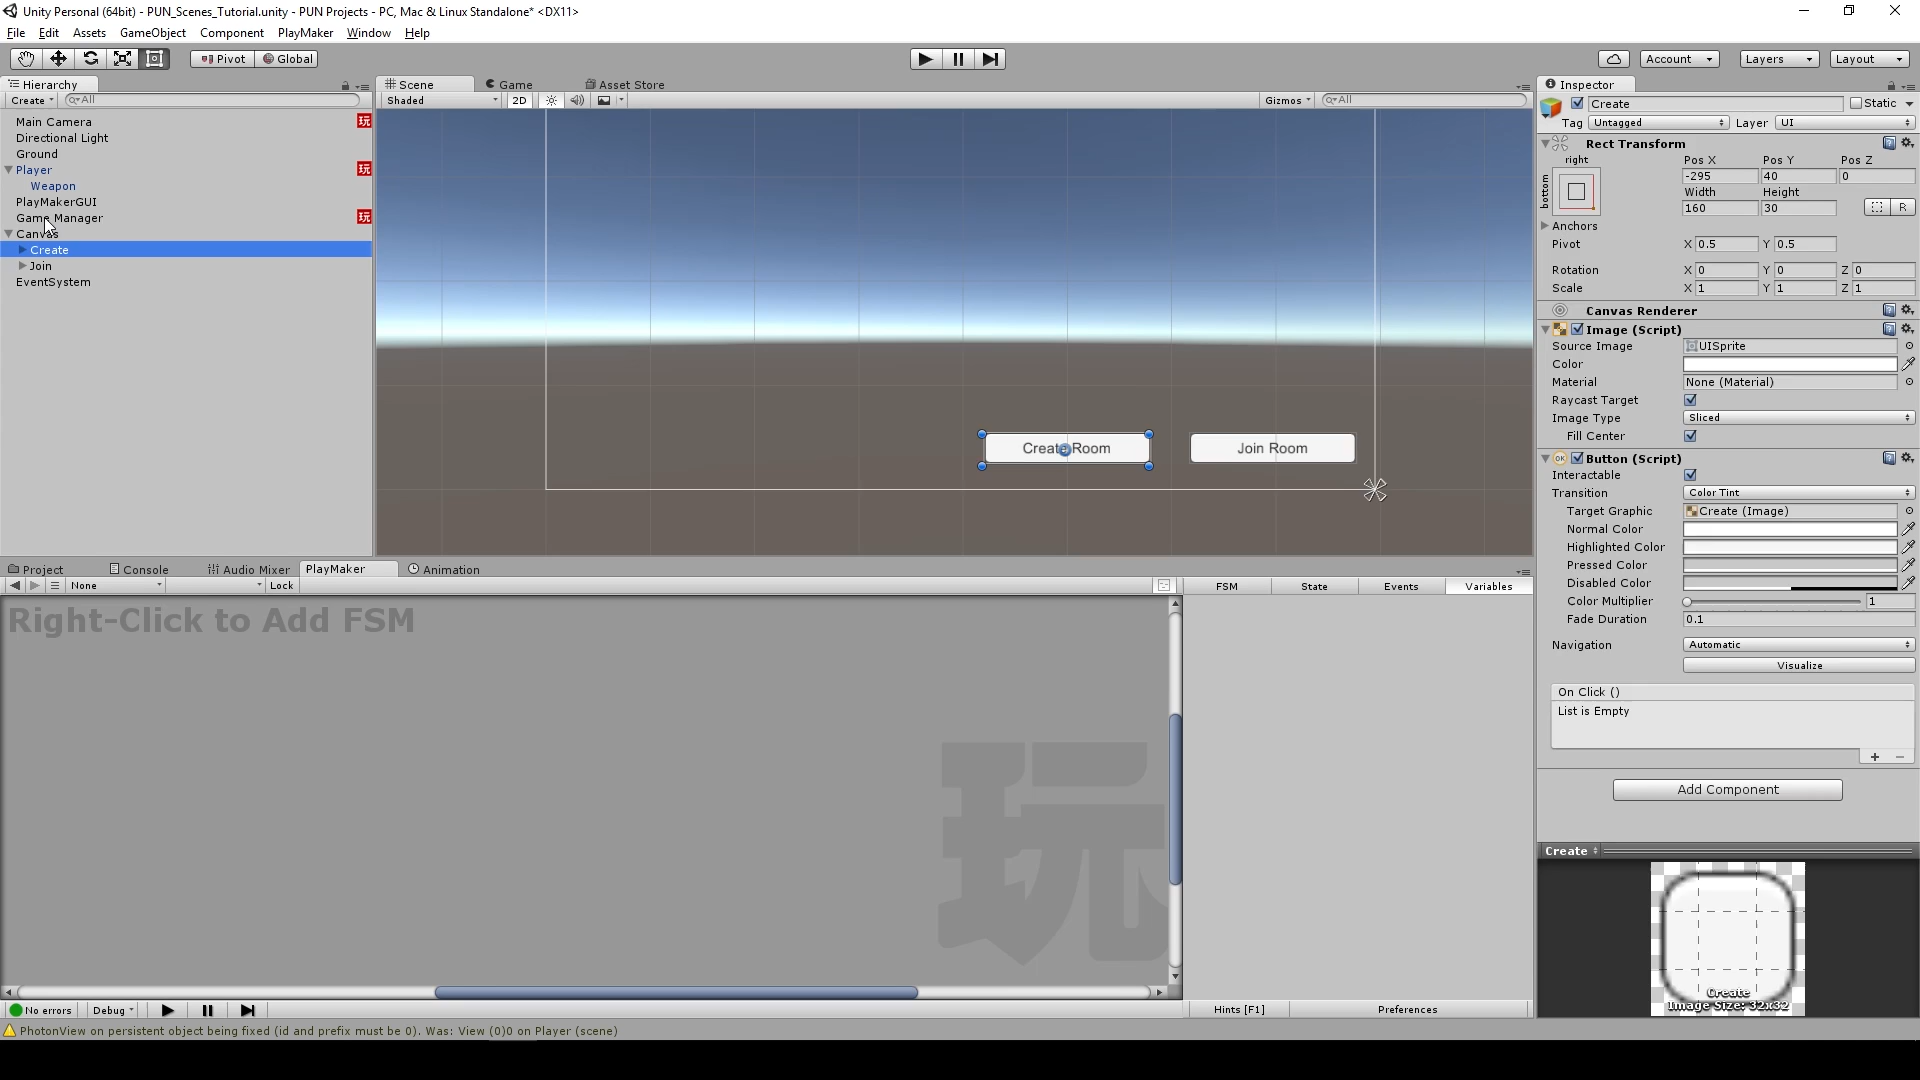 Unity Personal (64bit) - PUN_Scenes_Tutorial.unity - PUN Projects - PC, Mac & Linux Standalone* <DX11>
File Edit Assets GameObject Component PlayMaker Window Help
Pivot Global Account Layers Layout
Hierarchy
Create All
Main Camera 玩
Directional Light
Ground
Player 玩
Weapon
PlayMakerGUI
Game Manager 玩
Canvas
Create
Join
EventSystem
Scene Game Asset Store
Shaded 2D Gizmos All
Create Room Join Room
Inspector
Create Static
Tag Untagged Layer UI
Rect Transform
right Pos X Pos Y Pos Z
bottom -295 40 0
Width Height
160 30 R
Anchors
Pivot X 0.5 Y 0.5
Rotation X 0 Y 0 Z 0
Scale X 1 Y 1 Z 1
Canvas Renderer
Image (Script)
Source Image UISprite
Color
Material None (Material)
Raycast Target
Image Type Sliced
Fill Center
OK Button (Script)
Interactable
Transition Color Tint
Target Graphic Create (Image)
Normal Color
Highlighted Color
Pressed Color
Disabled Color
Color Multiplier 1
Fade Duration 0.1
Navigation Automatic
Visualize
On Click ()
List is Empty
+ −
Add Component
Create
Create
Image Size: 32x32
Project Console Audio Mixer PlayMaker Animation
None Lock FSM State Events Variables
Right-Click to Add FSM
玩
No errors Debug Hints [F1] Preferences
PhotonView on persistent object being fixed (id and prefix must be 0). Was: View (0)0 on Player (scene)